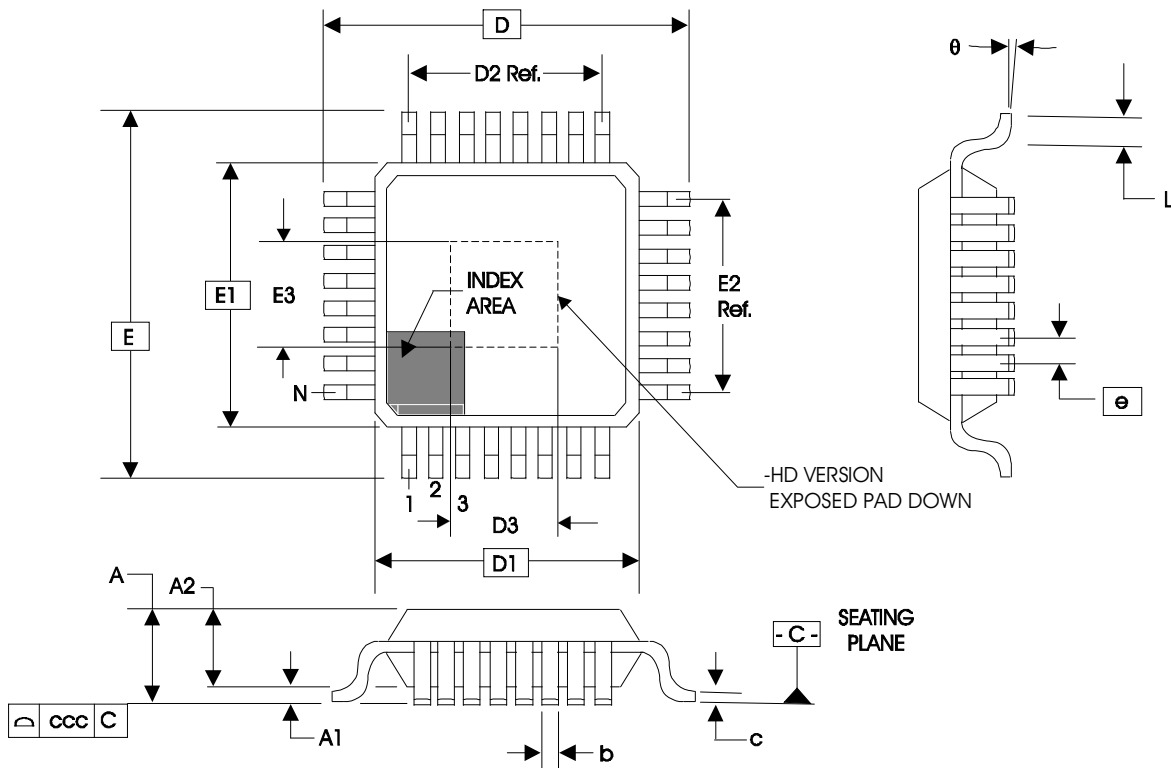 D
D2 Ref.
θ
L
E
E1
E3
INDEX
AREA
E2
Ref.
N
e
1
2
3
-HD VERSION
EXPOSED PAD DOWN
D3
D1
A
A2
- C -
SEATING
PLANE
ccc C
A1
b
c